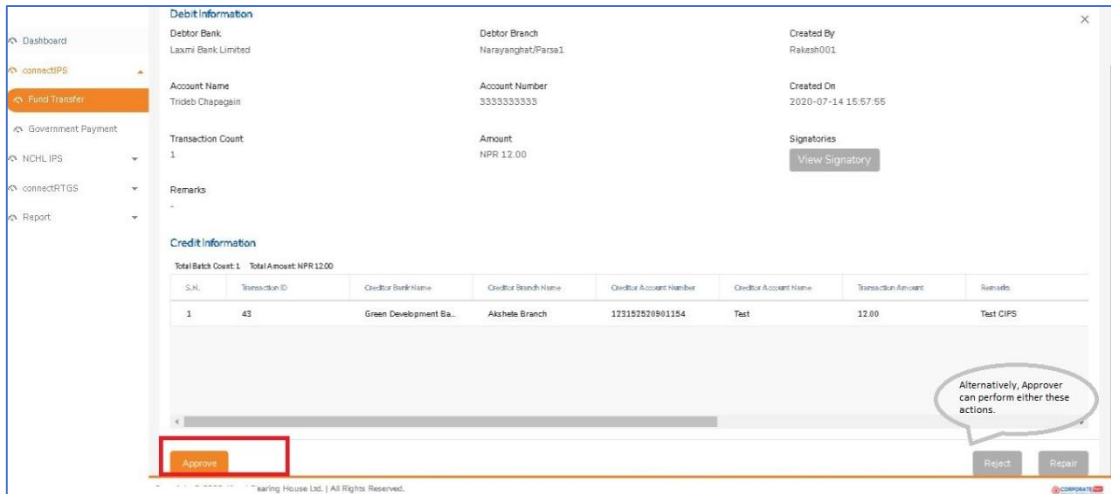 Debit Information
Dashboard
Debtor Bank Debtor Branch Created By
Laxmi Bank Limited Narayanghat/Parsa1 Rakesh001
connectIPS
Account Name Account Number Created On
Fund Transfer
Trideb Chapagain 3333333333 2020-07-14 15:57:55
Government Payment
Transaction Count Amount Signatories
1 NPR 12.00 View Signatory
NCHL IPS
connectRTGS
Remarks
-
Report
Credit Information
Total Batch Count: 1 Total Amount: NPR 12.00
S.N. Transaction ID Creditor Bank Name Creditor Branch Name Creditor Account Number Creditor Account Name Transaction Amount Remarks
1 43 Green Development Ba... Akshete Branch 123152520901154 Test 12.00 Test CIPS
Alternatively, Approver
can perform either these
actions.
Approve Reject Repair
earing House Ltd. | All Rights Reserved.
CORPORATE